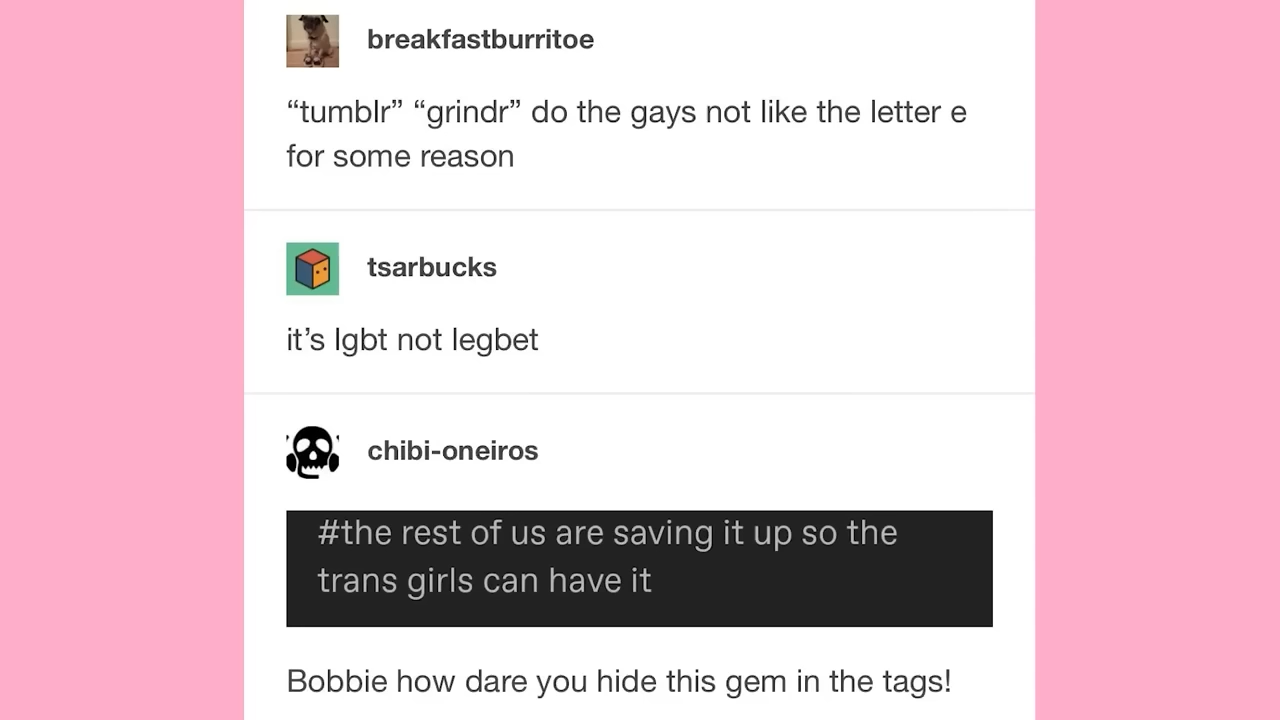 breakfastburritoe
“tumblr” “grindr” do the gays not like the letter e
for some reason
tsarbucks
it’s lgbt not legbet
chibi-oneiros
#the rest of us are saving it up so the
trans girls can have it
Bobbie how dare you hide this gem in the tags!